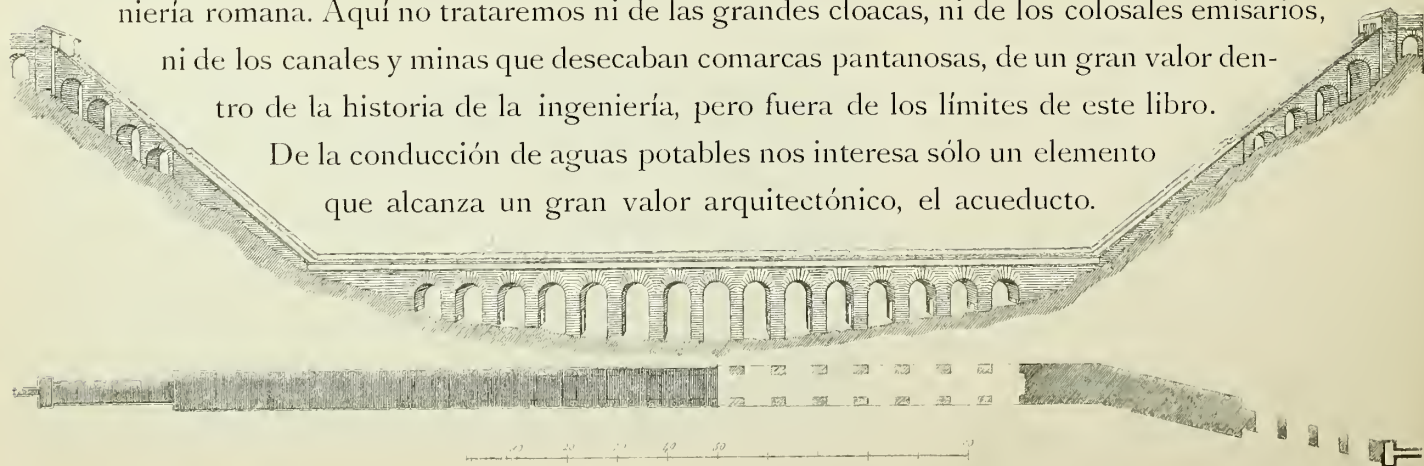 niería romana. Aquí no trataremos ni de las grandes cloacas, ni de los colosales emisarios,
ni de los canales y minas que desecaban comarcas pantanosas, de un gran valor den-
tro de la historia de la ingeniería, pero fuera de los límites de este libro.
De la conducción de aguas potables nos interesa sólo un elemento
que alcanza un gran valor arquitectónico, el acueducto.
20 40 50